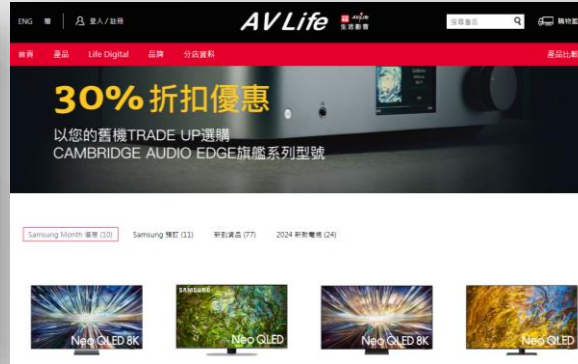 ENG 簡 登入/註冊 AV Life 生活影音 搜尋產品 購物籃
首頁 產品 Life Digital 品牌 分店資料 產品比較
30%折扣優惠
以您的舊機TRADE UP選購
CAMBRIDGE AUDIO EDGE旗艦系列型號
Samsung Month 優惠 (10) Samsung 預訂 (11) 新到貨品 (77) 2024 新款電視 (24)
SAMSUNG
Neo QLED 8K Neo QLED Neo QLED 8K Neo QLED